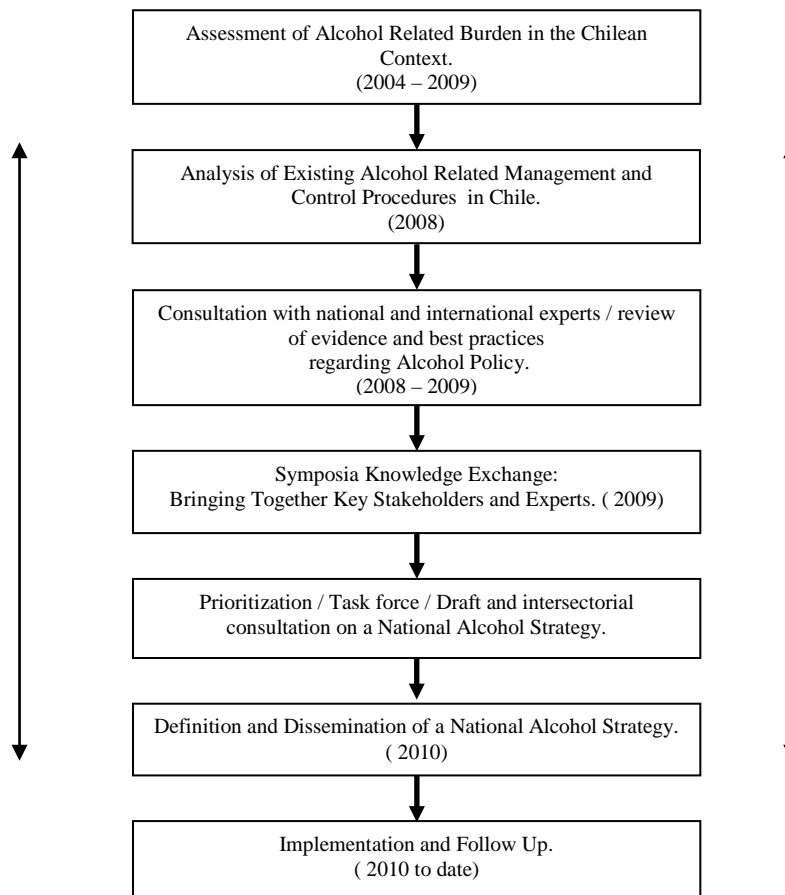 Assessment of Alcohol Related Burden in the Chilean
Context.
(2004 – 2009)
Analysis of Existing Alcohol Related Management and
Control Procedures in Chile.
(2008)
Consultation with national and international experts / review
of evidence and best practices
regarding Alcohol Policy.
(2008 – 2009)
Symposia Knowledge Exchange:
Bringing Together Key Stakeholders and Experts. ( 2009)
Prioritization / Task force / Draft and intersectorial
consultation on a National Alcohol Strategy.
Definition and Dissemination of a National Alcohol Strategy.
( 2010)
Implementation and Follow Up.
( 2010 to date)